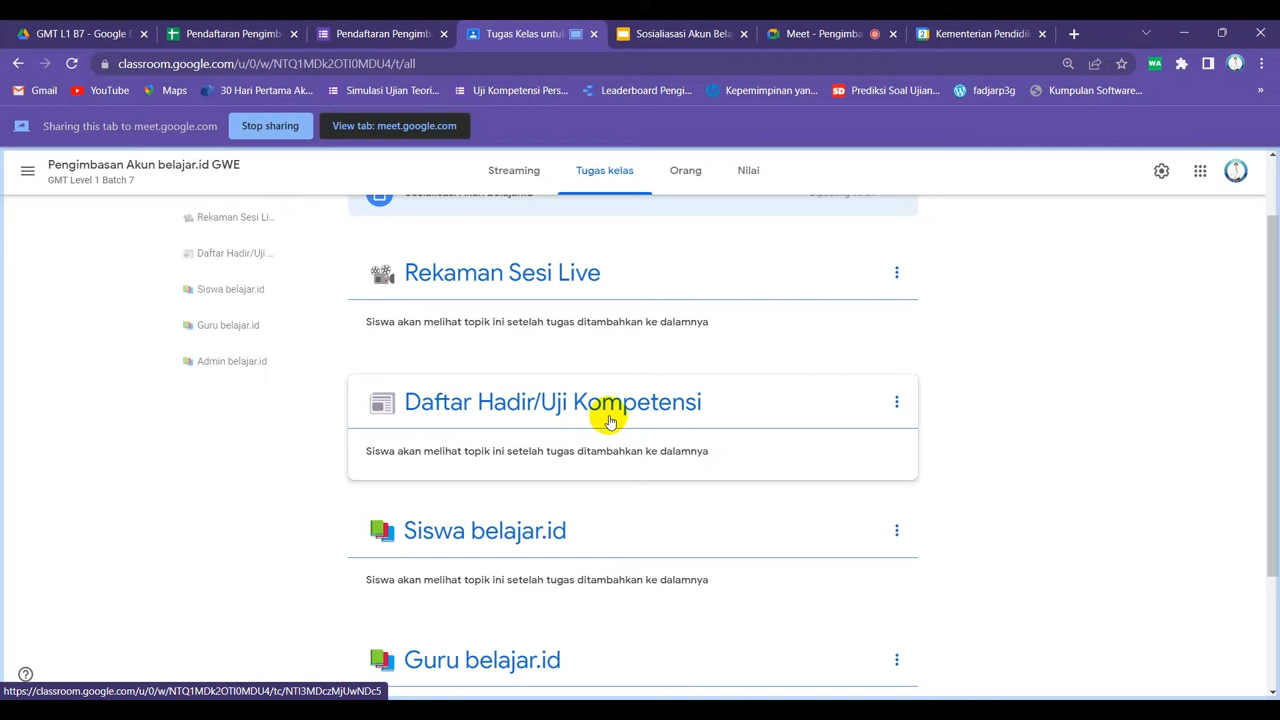 GMT L1 B7 - Google D
Pendaftaran Pengimb
Pendaftaran Pengimb
Tugas Kelas untu
Sosialiasasi Akun Bela
Meet - Pengimba
Kementerian Pendidik
classroom.google.com/u/0/w/NTQ1MDk2OTI0MDU4/t/all
WA
Gmail
YouTube
Maps
30 Hari Pertama Ak...
Simulasi Ujian Teori...
Uji Kompetensi Pers...
Leaderboard Pengi...
Kepemimpinan yan...
SD Prediksi Soal Ujian...
fadjarp3g
Kumpulan Software...
»
Sharing this tab to meet.google.com
Stop sharing
View tab: meet.google.com
Pengimbasan Akun belajar.id GWE
GMT Level 1 Batch 7
Streaming
Tugas kelas
Orang
Nilai
Rekaman Sesi Li...
Daftar Hadir/Uji ...
Siswa belajar.id
Guru belajar.id
Admin belajar.id
Rekaman Sesi Live
Siswa akan melihat topik ini setelah tugas ditambahkan ke dalamnya
Daftar Hadir/Uji Kompetensi
Siswa akan melihat topik ini setelah tugas ditambahkan ke dalamnya
Siswa belajar.id
Siswa akan melihat topik ini setelah tugas ditambahkan ke dalamnya
Guru belajar.id
https://classroom.google.com/u/0/w/NTQ1MDk2OTI0MDU4/tc/NTI3MDczMjUwNDc5